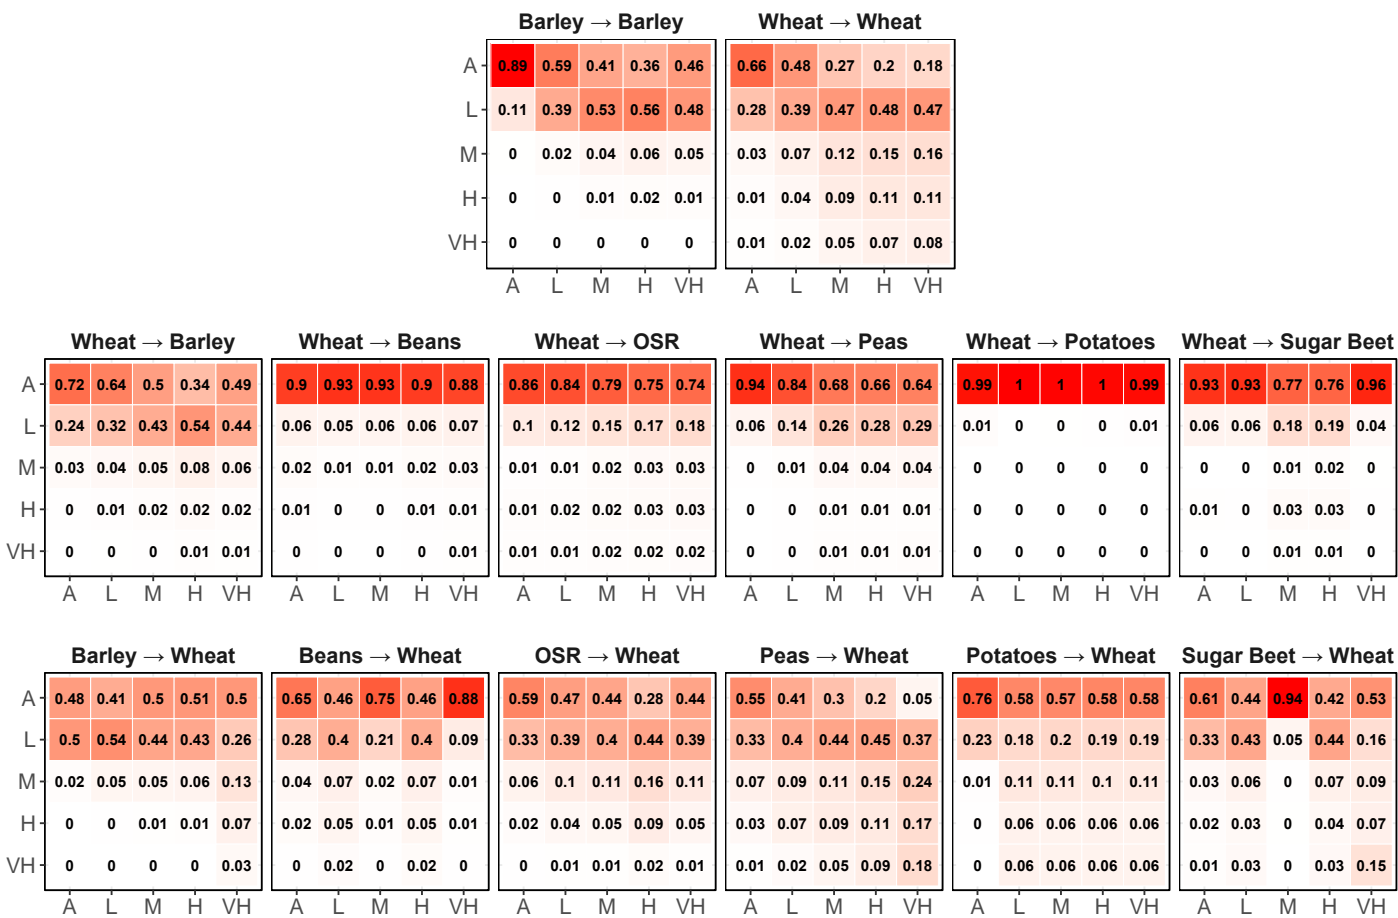 Barley → Barley Wheat → Wheat
A 0.89 0.59 0.41 0.36 0.46 0.66 0.48 0.27 0.2 0.18
L 0.11 0.39 0.53 0.56 0.48 0.28 0.39 0.47 0.48 0.47
M 0 0.02 0.04 0.06 0.05 0.03 0.07 0.12 0.15 0.16
H 0 0 0.01 0.02 0.01 0.01 0.04 0.09 0.11 0.11
VH 0 0 0 0 0 0.01 0.02 0.05 0.07 0.08
A L M H VH A L M H VH
Wheat → Barley Wheat → Beans Wheat → OSR Wheat → Peas Wheat → Potatoes Wheat → Sugar Beet
A 0.72 0.64 0.5 0.34 0.49 0.9 0.93 0.93 0.9 0.88 0.86 0.84 0.79 0.75 0.74 0.94 0.84 0.68 0.66 0.64 0.99 1 1 1 0.99 0.93 0.93 0.77 0.76 0.96
L 0.24 0.32 0.43 0.54 0.44 0.06 0.05 0.06 0.06 0.07 0.1 0.12 0.15 0.17 0.18 0.06 0.14 0.26 0.28 0.29 0.01 0 0 0 0.01 0.06 0.06 0.18 0.19 0.04
M 0.03 0.04 0.05 0.08 0.06 0.02 0.01 0.01 0.02 0.03 0.01 0.01 0.02 0.03 0.03 0 0.01 0.04 0.04 0.04 0 0 0 0 0 0 0 0.01 0.02 0
H 0 0.01 0.02 0.02 0.02 0.01 0 0 0.01 0.01 0.01 0.02 0.02 0.03 0.03 0 0 0.01 0.01 0.01 0 0 0 0 0 0.01 0 0.03 0.03 0
VH 0 0 0 0.01 0.01 0 0 0 0 0.01 0.01 0.01 0.02 0.02 0.02 0 0 0.01 0.01 0.01 0 0 0 0 0 0 0 0.01 0.01 0
A L M H VH A L M H VH A L M H VH A L M H VH A L M H VH A L M H VH
Barley → Wheat Beans → Wheat OSR → Wheat Peas → Wheat Potatoes → Wheat Sugar Beet → Wheat
A 0.48 0.41 0.5 0.51 0.5 0.65 0.46 0.75 0.46 0.88 0.59 0.47 0.44 0.28 0.44 0.55 0.41 0.3 0.2 0.05 0.76 0.58 0.57 0.58 0.58 0.61 0.44 0.94 0.42 0.53
L 0.5 0.54 0.44 0.43 0.26 0.28 0.4 0.21 0.4 0.09 0.33 0.39 0.4 0.44 0.39 0.33 0.4 0.44 0.45 0.37 0.23 0.18 0.2 0.19 0.19 0.33 0.43 0.05 0.44 0.16
M 0.02 0.05 0.05 0.06 0.13 0.04 0.07 0.02 0.07 0.01 0.06 0.1 0.11 0.16 0.11 0.07 0.09 0.11 0.15 0.24 0.01 0.11 0.11 0.1 0.11 0.03 0.06 0 0.07 0.09
H 0 0 0.01 0.01 0.07 0.02 0.05 0.01 0.05 0.01 0.02 0.04 0.05 0.09 0.05 0.03 0.07 0.09 0.11 0.17 0 0.06 0.06 0.06 0.06 0.02 0.03 0 0.04 0.07
VH 0 0 0 0 0.03 0 0.02 0 0.02 0 0 0.01 0.01 0.02 0.01 0.01 0.02 0.05 0.09 0.18 0 0.06 0.06 0.06 0.06 0.01 0.03 0 0.03 0.15
A L M H VH A L M H VH A L M H VH A L M H VH A L M H VH A L M H VH